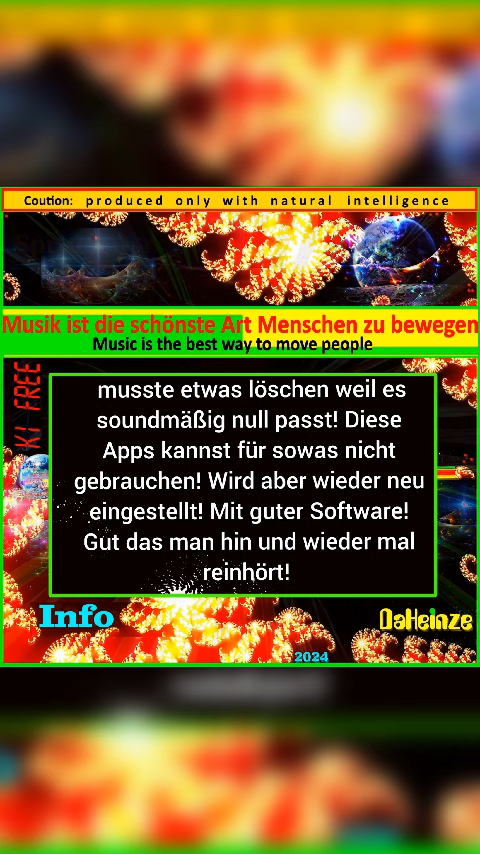 Coution: produced only with natural intelligence
Musik ist die schönste Art Menschen zu bewegen
Music is the best way to move people
KI FREE
musste etwas löschen weil es
soundmäßig null passt! Diese
Apps kannst für sowas nicht
gebrauchen! Wird aber wieder neu
eingestellt! Mit guter Software!
Gut das man hin und wieder mal
reinhört!
Info
DaHeinze
2024